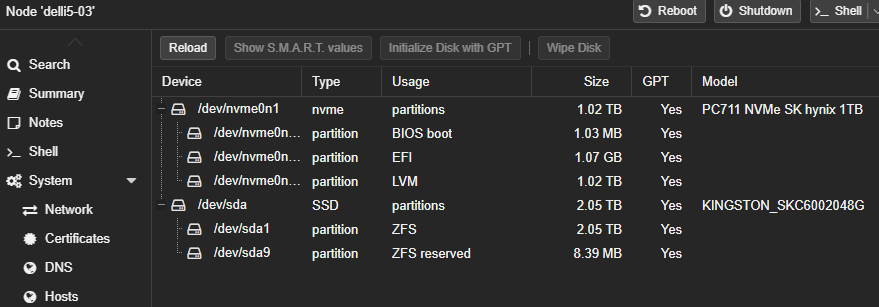 Node 'delli5-03'
Reboot Shutdown Shell
Search
Summary
Notes
Shell
System
Network
Certificates
DNS
Hosts
Reload Show S.M.A.R.T. values Initialize Disk with GPT Wipe Disk
Device Type Usage Size GPT Model
/dev/nvme0n1 nvme partitions 1.02 TB Yes PC711 NVMe SK hynix 1TB
/dev/nvme0n... partition BIOS boot 1.03 MB Yes
/dev/nvme0n... partition EFI 1.07 GB Yes
/dev/nvme0n... partition LVM 1.02 TB Yes
/dev/sda SSD partitions 2.05 TB Yes KINGSTON_SKC6002048G
/dev/sda1 partition ZFS 2.05 TB Yes
/dev/sda9 partition ZFS reserved 8.39 MB Yes